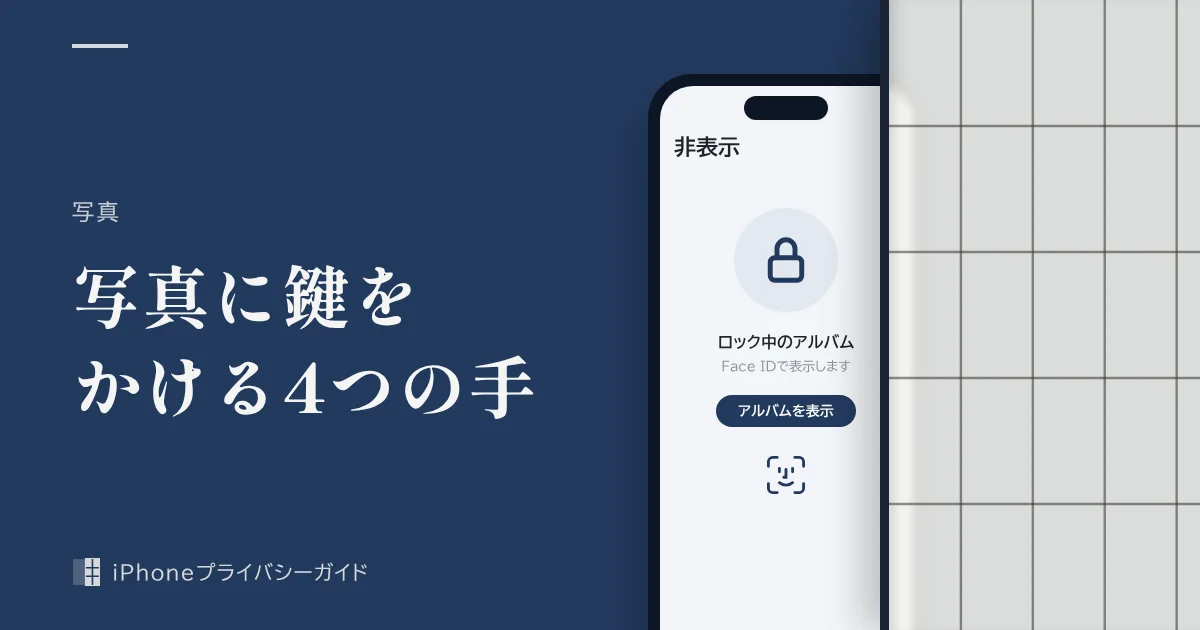 写真
写真に鍵を
かける4つの手
iPhoneプライバシーガイド
非表示
ロック中のアルバム
Face IDで表示します
アルバムを表示